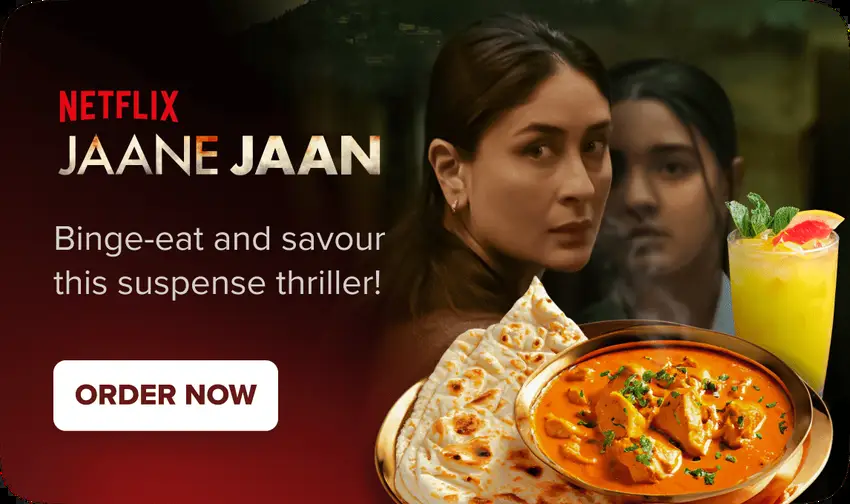 NETFLIX
JAANE JAAN
Binge-eat and savour
this suspense thriller!
ORDER NOW